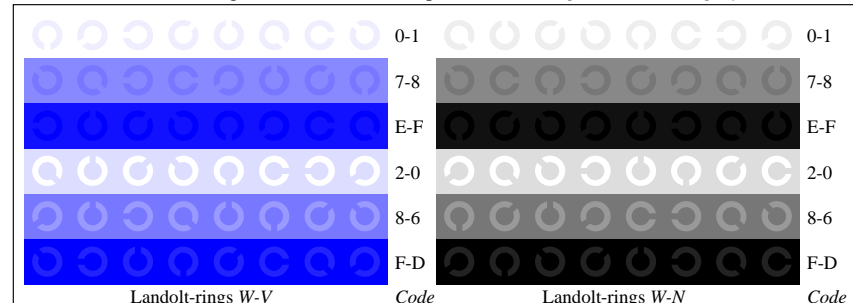 0-1 0-1
7-8 7-8
E-F E-F
2-0 2-0
8-6 8-6
F-D F-D
Landolt-rings W-V Code Landolt-rings W-N Code